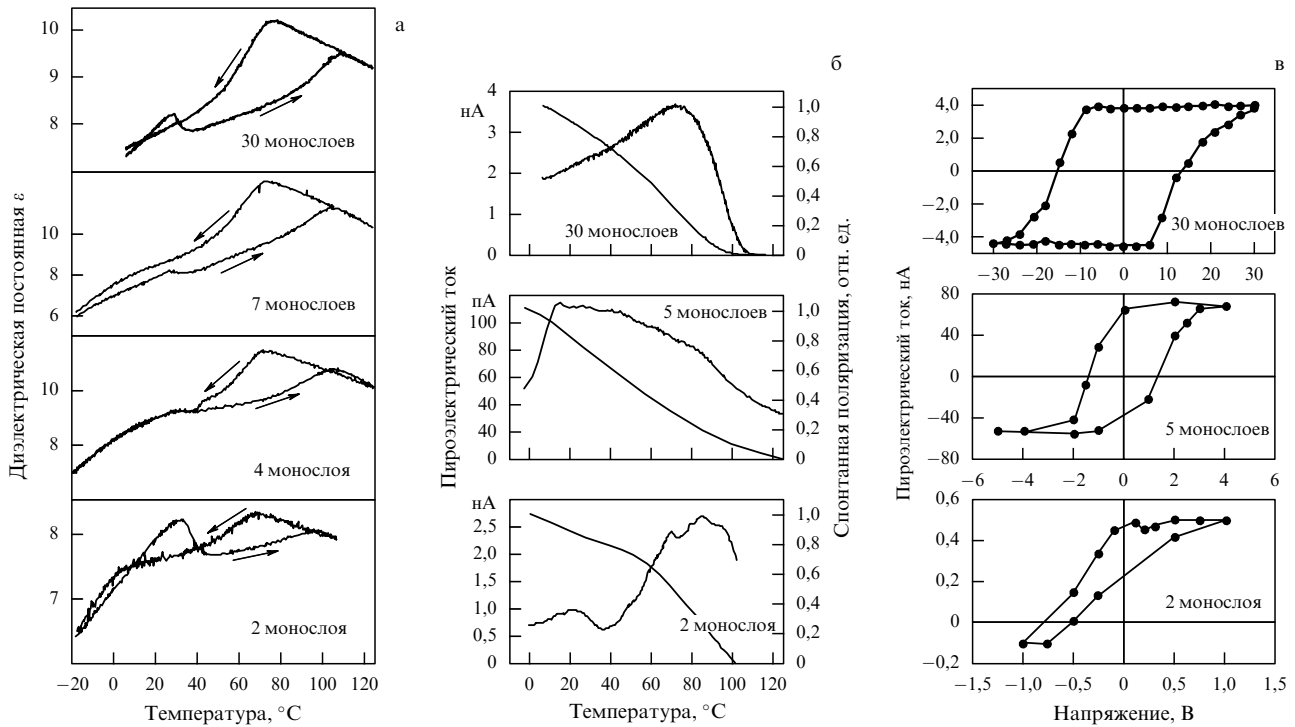 а
10
9
8
30 монослоев
10
8
6
7 монослоев
10
8
4 монослоя
8
7
2 монослоя
−20 0 20 40 60 80 100 120
Температура, °C
Диэлектрическая постоянная ε
б
нА
4
3
2
1
0
1,0
0,8
0,6
0,4
0,2
0
30 монослоев
пА
100
80
60
40
20
0
1,0
0,8
0,6
0,4
0,2
0
5 монослоев
нА
2,5
2,0
1,5
1,0
0,5
0
1,0
0,8
0,6
0,4
0,2
0
2 монослоя
0 20 40 60 80 100 120
Температура, °C
Пироэлектрический ток
Спонтанная поляризация, отн. ед.
в
4,0
2,0
0
−2,0
−4,0
30 монослоев
−30 −20 −10 0 10 20 30
80
40
0
−40
−80
5 монослоев
−6 −4 −2 0 2 4 6
0,6
0,4
0,2
0
−0,2
2 монослоя
−1,5 −1,0 −0,5 0 0,5 1,0 1,5
Напряжение, В
Пироэлектрический ток, нА